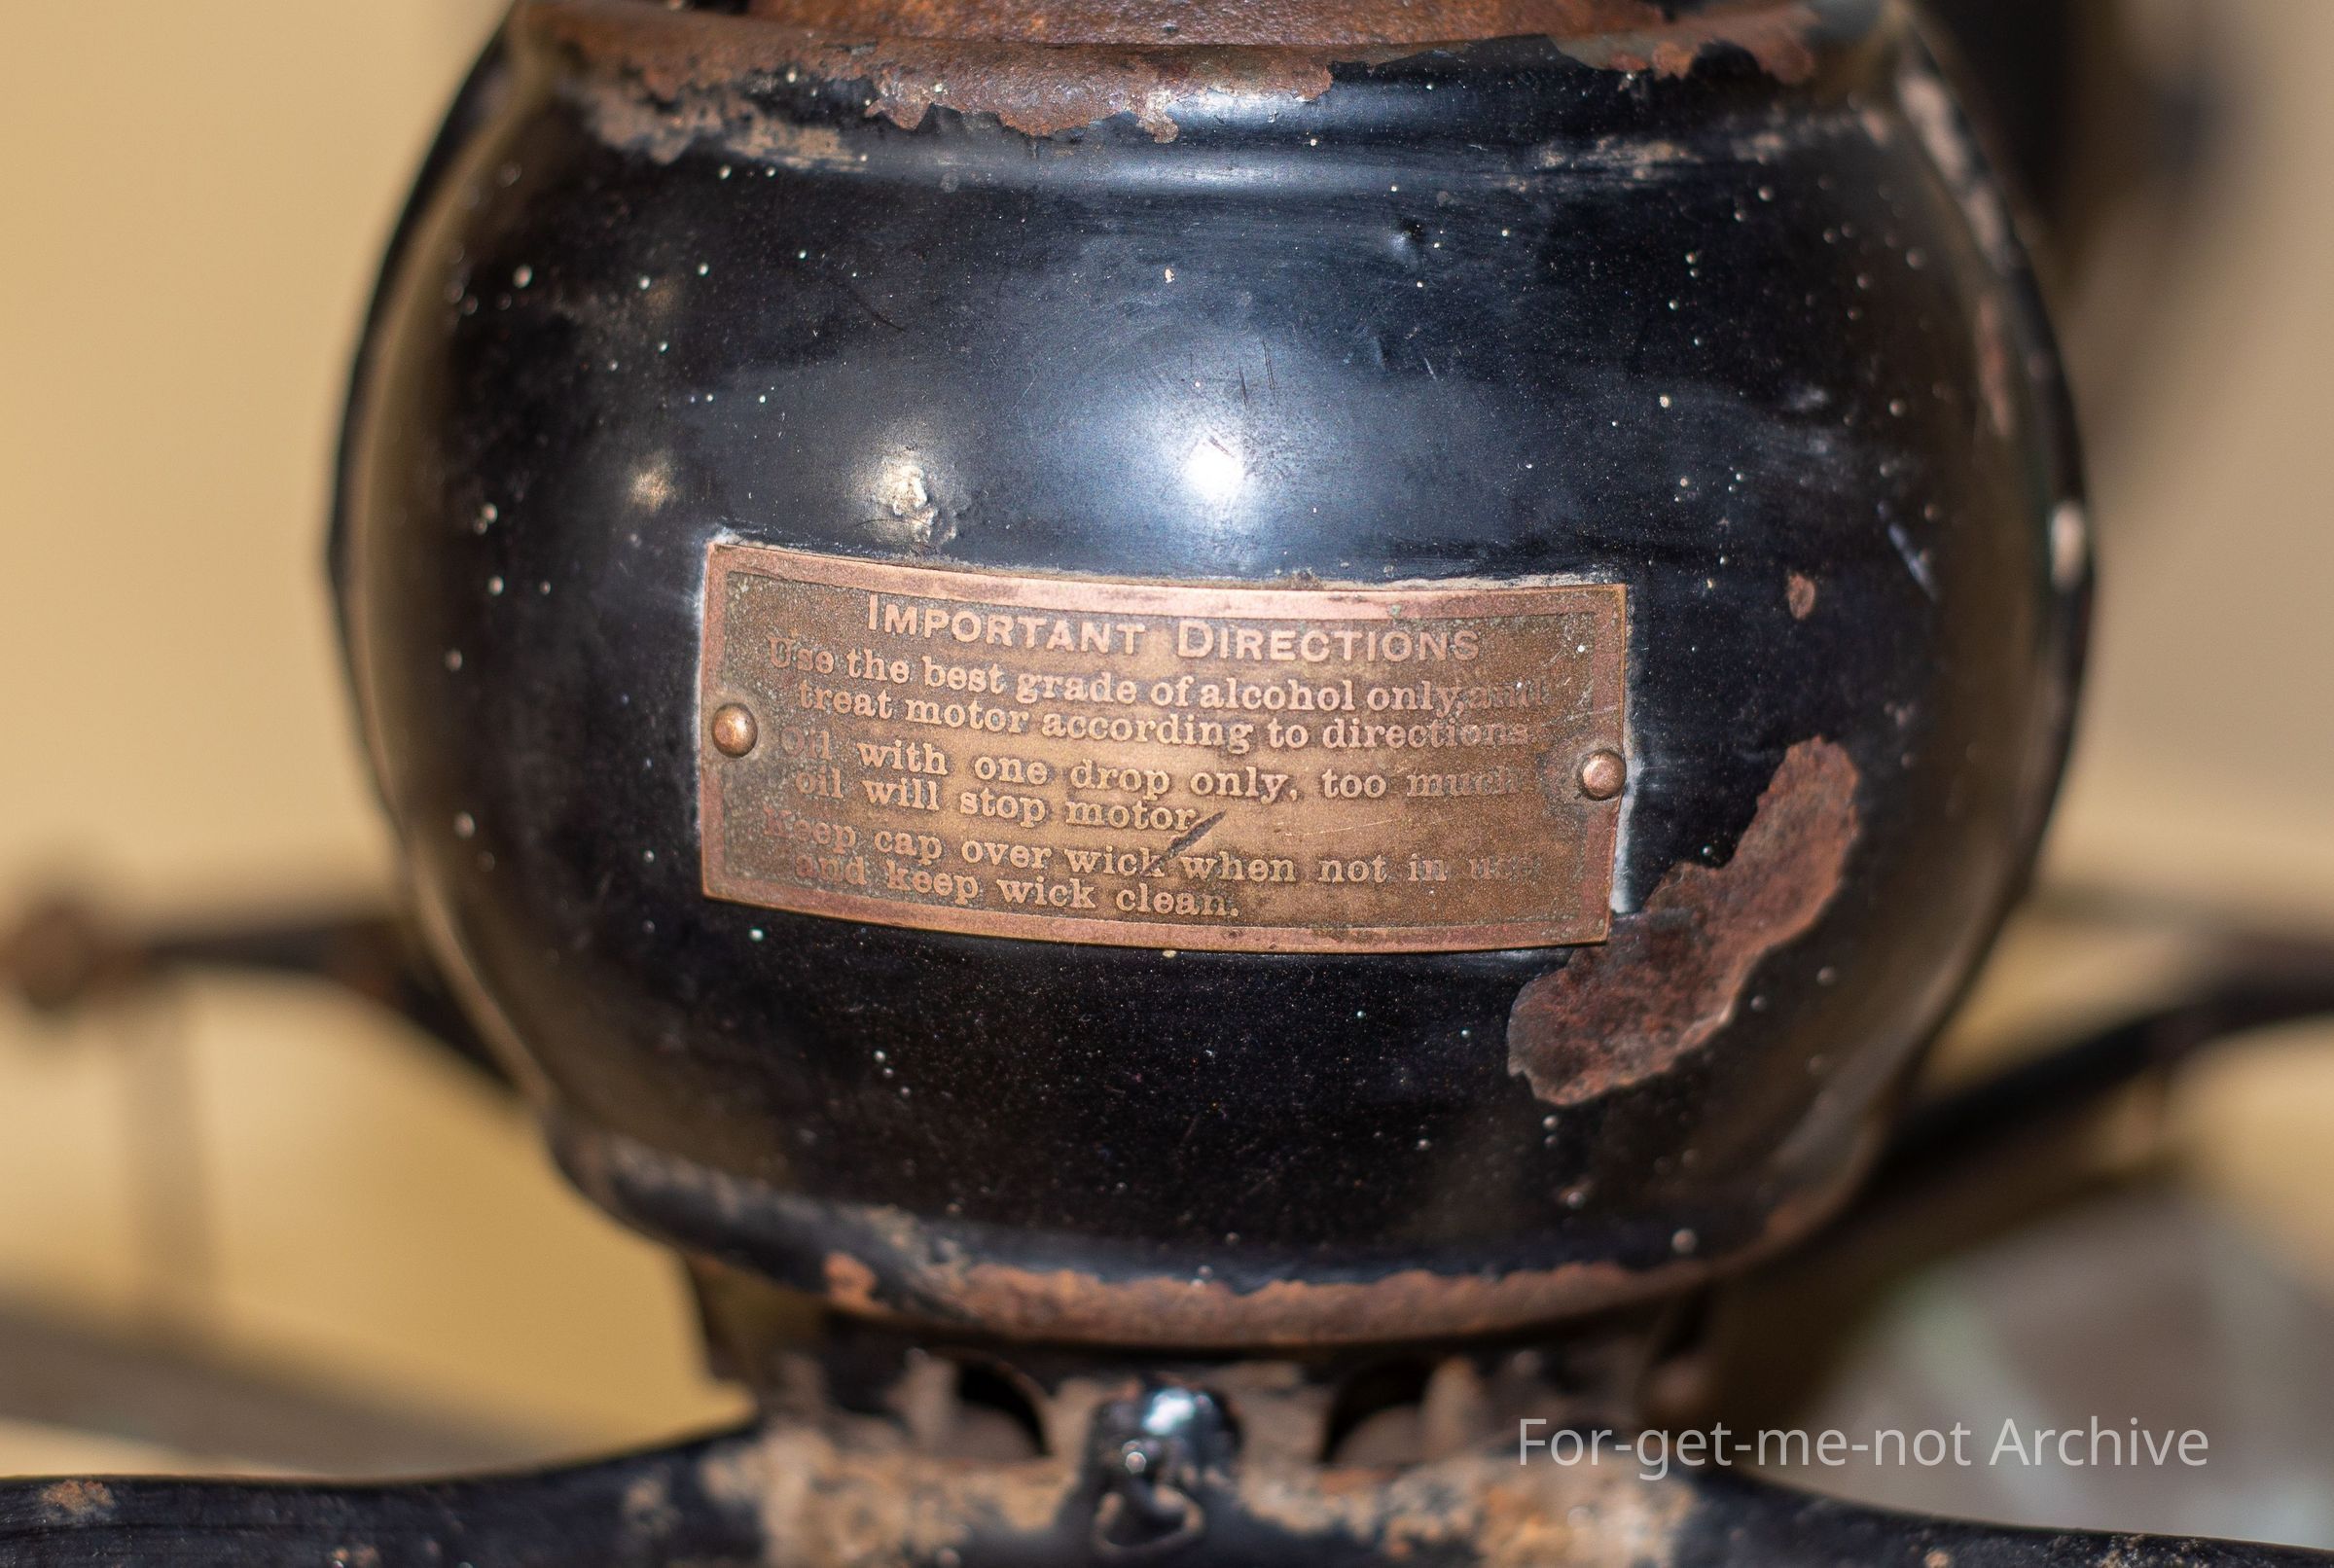 IMPORTANT DIRECTIONS
Use the best grade of alcohol only, and
treat motor according to directions
Oil with one drop only, too much
oil will stop motor
Keep cap over wick when not in use
and keep wick clean.
For-get-me-not Archive